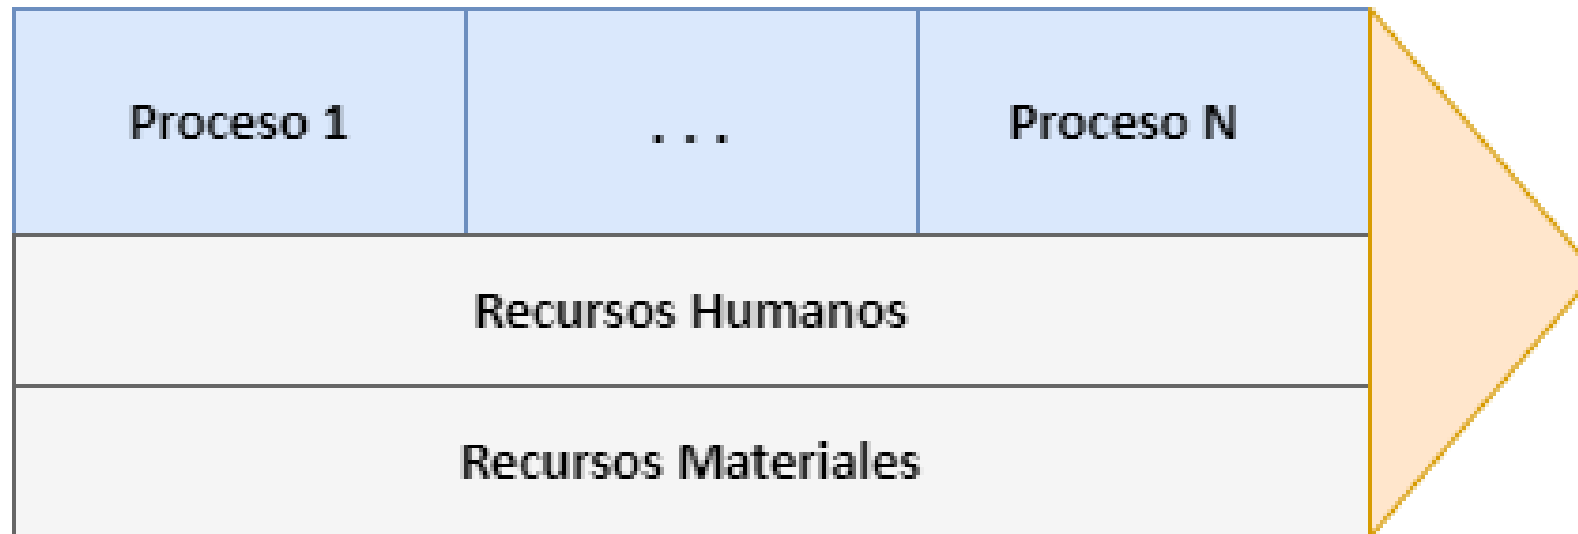 Proceso 1
. . .
Proceso N
Recursos Humanos
Recursos Materiales